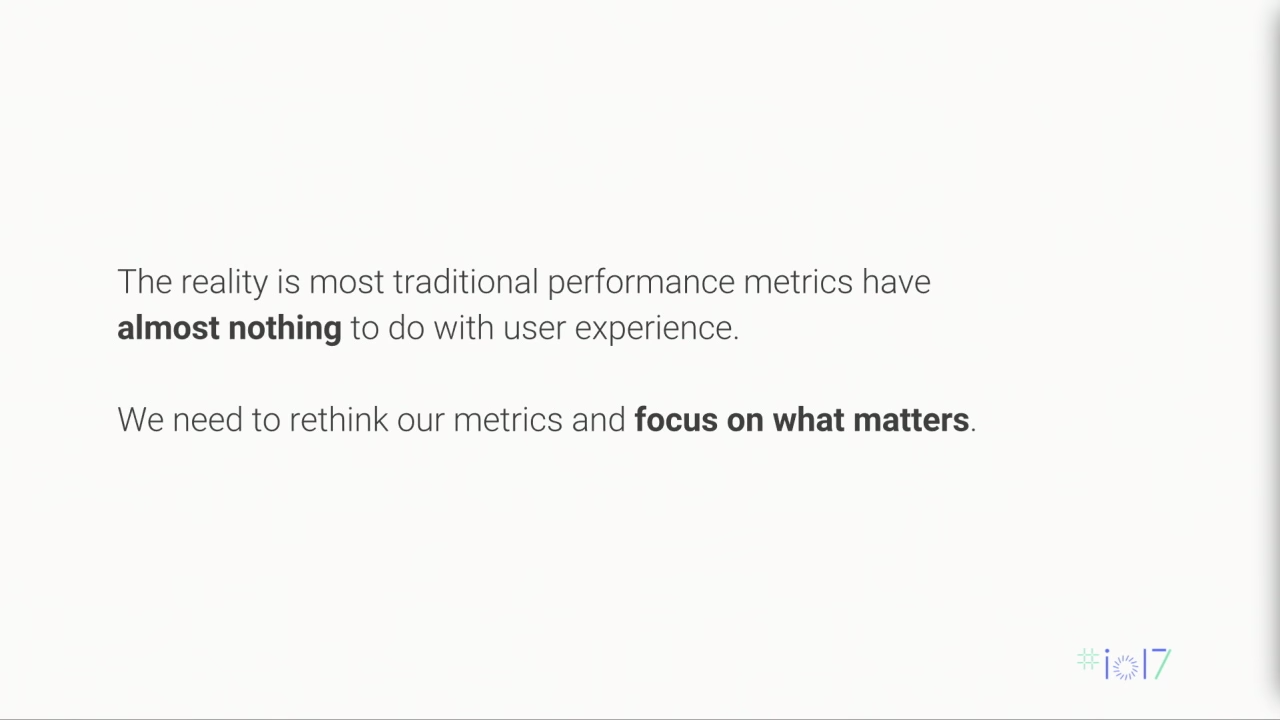 The reality is most traditional performance metrics have
almost nothing to do with user experience.
We need to rethink our metrics and focus on what matters.
#io17